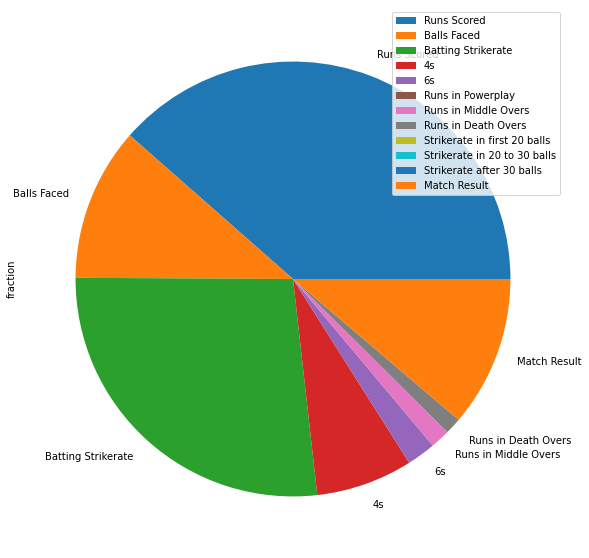 Runs Scored
Balls Faced
Batting Strikerate
4s
6s
Runs in Powerplay
Runs in Middle Overs
Runs in Death Overs
Strikerate in first 20 balls
Strikerate in 20 to 30 balls
Strikerate after 30 balls
Match Result
Runs Scored
Balls Faced
fraction
Match Result
Runs in Death Overs
Runs in Middle Overs
Batting Strikerate
6s
4s